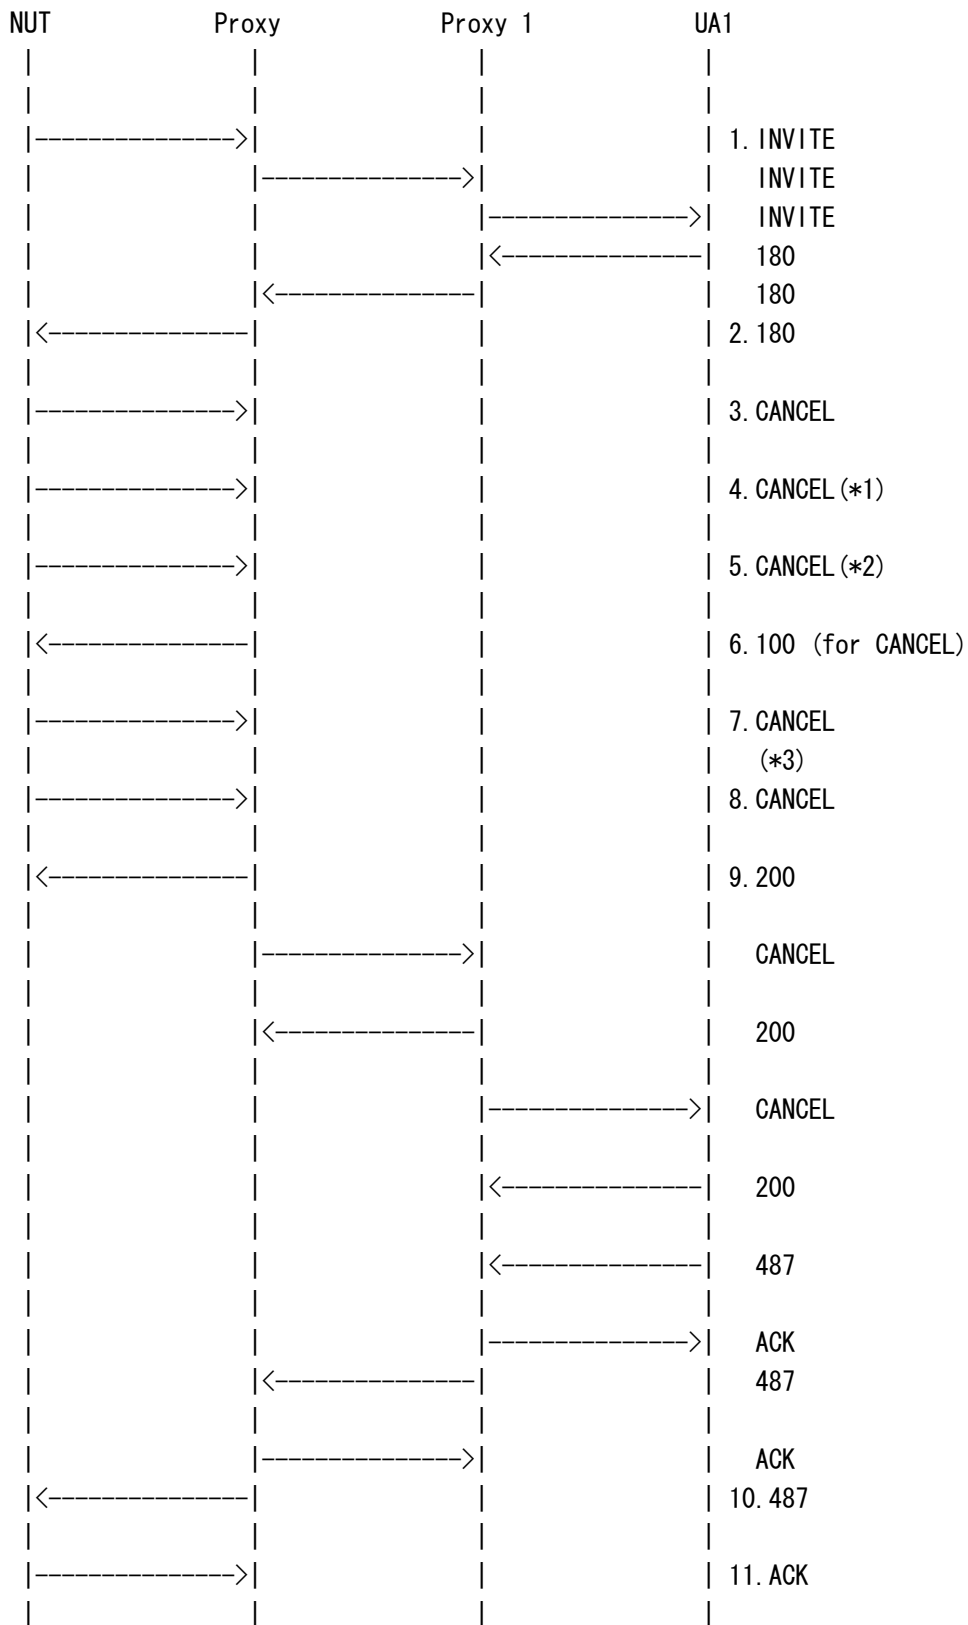 NUT Proxy Proxy 1 UA1
1. INVITE
INVITE
INVITE
180
180
2. 180
3. CANCEL
4. CANCEL(*1)
5. CANCEL(*2)
6. 100 (for CANCEL)
7. CANCEL
(*3)
8. CANCEL
9. 200
CANCEL
200
CANCEL
200
487
ACK
487
ACK
10. 487
11. ACK